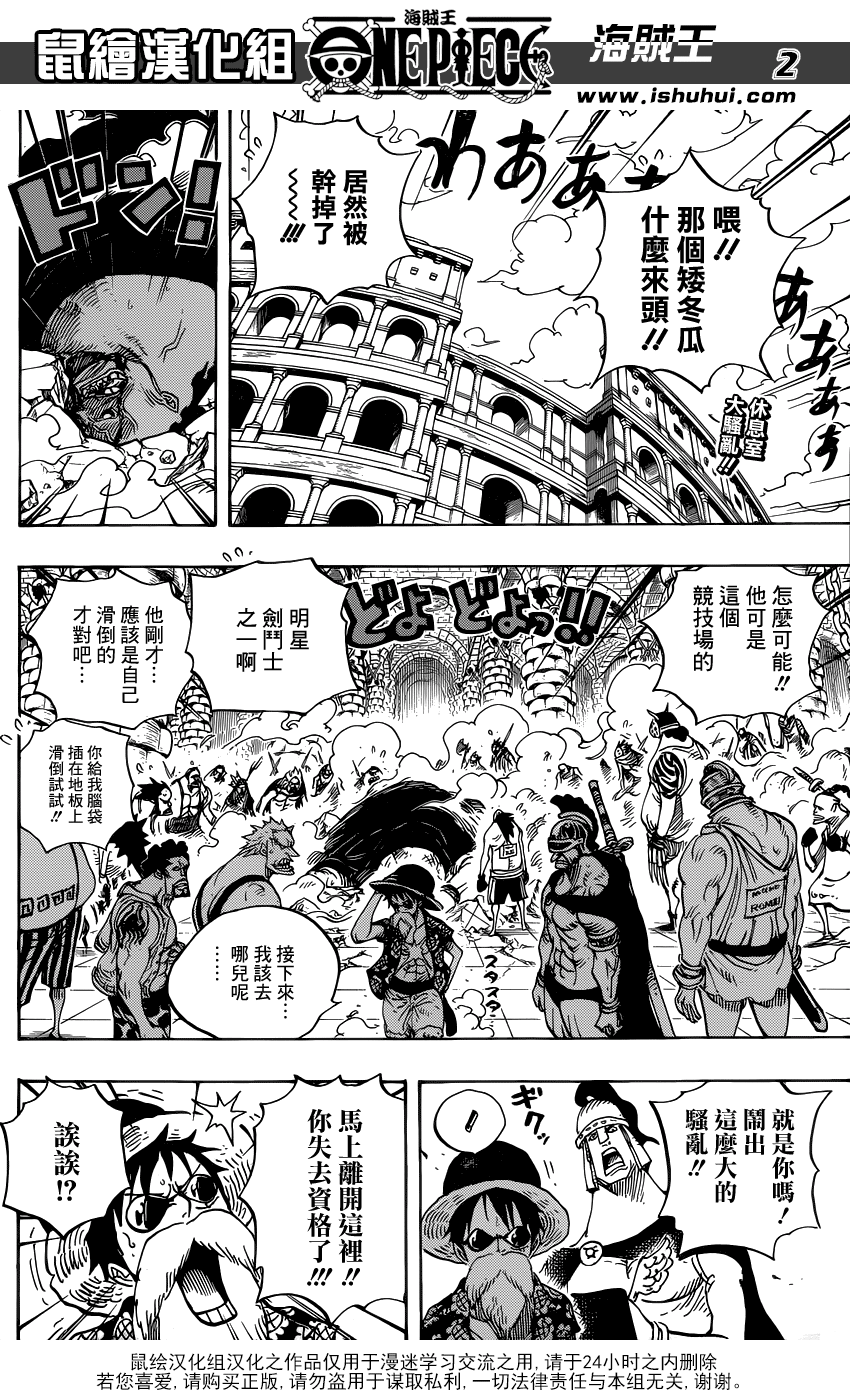 鼠繪漢化組
海賊王
ONE PIECE
海賊王
2
www.ishuhui.com
わあああ
あああぁ
喂!!
那個矮冬瓜
什麼來頭!!
休息室
大騷亂!!
居然被
幹掉了
~~~!!!
ドン!
怎麼可能!!
他可是
這個
競技場的
どよどよっ!!
明星
劍鬥士
之一啊
他剛才…
應該是自己
滑倒的
才對吧…
你給我腦袋
插在地板上
滑倒試試!!
接下來…
我該去
哪兒呢
……
スタスタ?
就是你嗎!
鬧出
這麼大的
騷亂!!
ギク…
!
馬上離開這裡!!
你失去資格了!!!
誒誒!?
鼠绘汉化组汉化之作品仅用于漫迷学习交流之用, 请于24小时之内删除
若您喜爱, 请购买正版, 请勿盗用于谋取私利, 一切法律责任与本组无关, 谢谢。